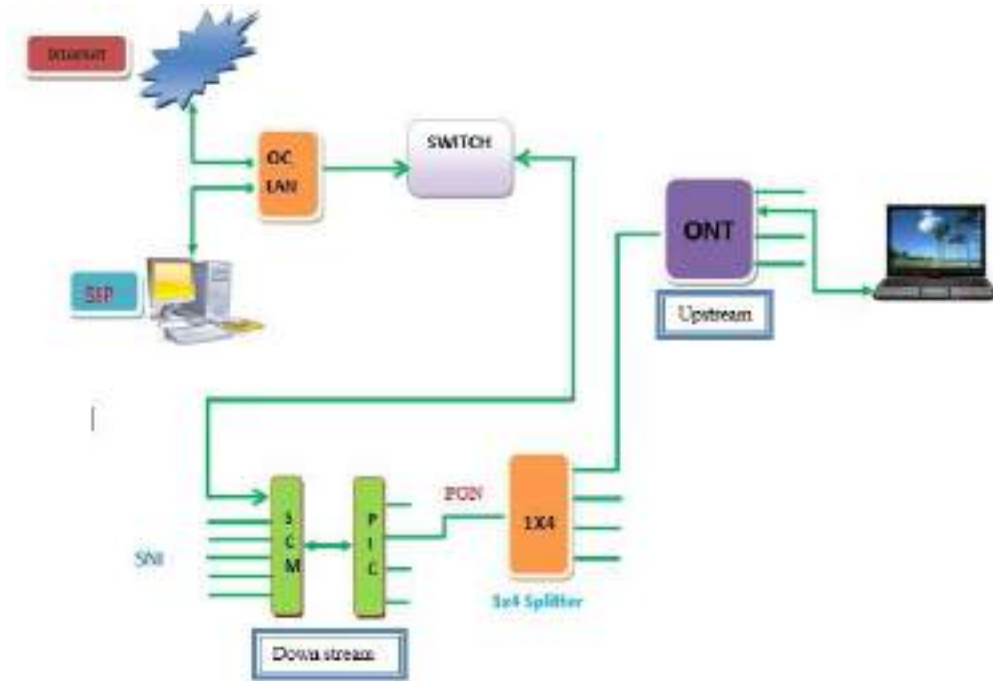 Internet
OC
LAN
SWITCH
ONT
SIP
Upstream
PON
S
C
M
P
I
C
1X4
SNI
1x4 Splitter
Down stream